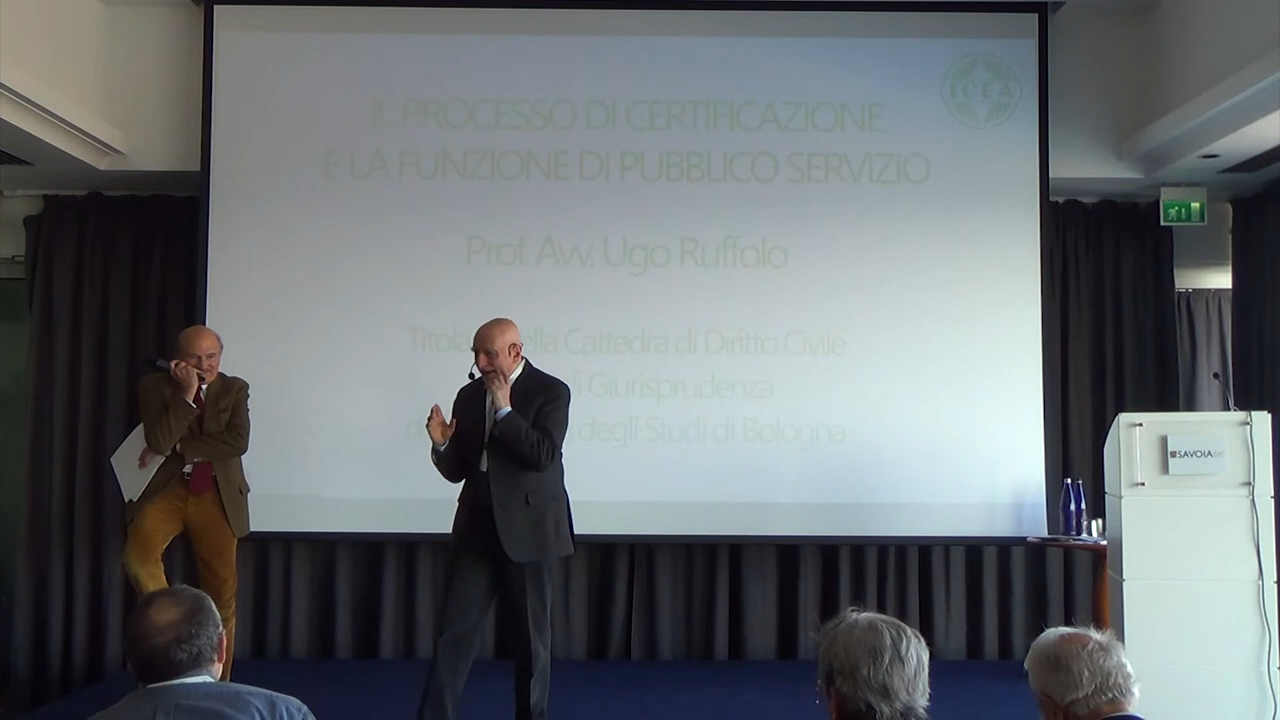 ICEA
IL PROCESSO DI CERTIFICAZIONE
E LA FUNZIONE DI PUBBLICO SERVIZIO
Prof. Avv. Ugo Ruffolo
Titola ella Cattedra di Diritto Civile
di Giurisprudenza
degli Studi di Bologna
SAVOIA